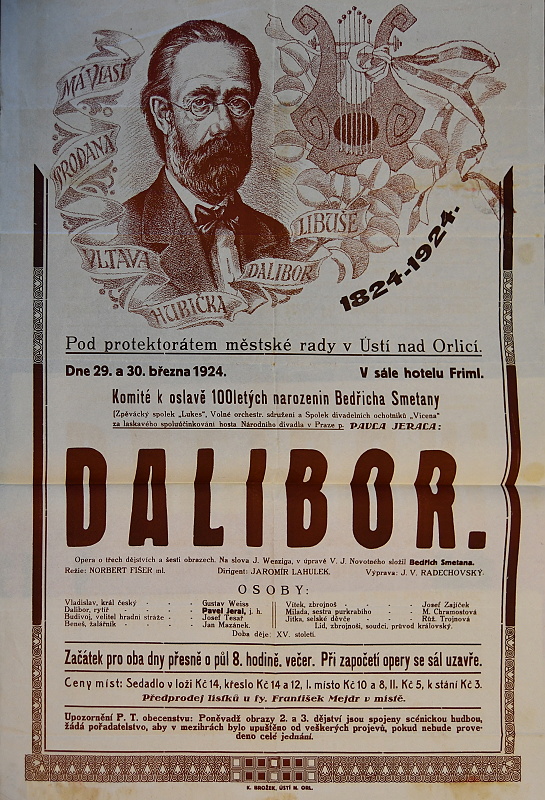 MÁ VLAST
PRODANÁ
VLTAVA
HUBIČKA
DALIBOR
LIBUŠE
1824-1924.
Pod protektorátem městské rady v Ústí nad Orlicí.
Dne 29. a 30. března 1924. V sále hotelu Friml.
Komité k oslavě 100letých narozenin Bedřicha Smetany
(Zpěvácký spolek „Lukes“, Volné orchestr. sdružení a Spolek divadelních ochotníků „Vicena“
za laskavého spoluúčinkování hosta Národního divadla v Praze p. PAVLA JERALA:
DALIBOR.
Opera o třech dějstvích a šesti obrazech. Na slova J. Wenziga, v úpravě V. J. Novotného složil Bedřich Smetana.
Režie: NORBERT FIŠER ml. Dirigent: JAROMÍR LAHULEK. Výprava: J. V. RADECHOVSKÝ.
OSOBY:
Vladislav, král český - - - Gustav Weiss
Dalibor, rytíř - - - Pavel Jeral, j. h.
Budivoj, velitel hradní stráže - - Josef Tesař
Beneš, žalářník - - - Jan Mazánek.
Vítek, zbrojnoš - - - Josef Zajíček
Milada, sestra purkrabího - - M. Chramostová
Jitka, selské děvče - - Růž. Trojnová
Lid, zbrojnoši, soudci, průvod královský.
Doba děje: XV. století.
Začátek pro oba dny přesně o půl 8. hodině, večer. Při započetí opery se sál uzavře.
Ceny míst: Sedadlo v loži Kč 14, křeslo Kč 14 a 12, I. místo Kč 10 a 8, II. Kč 5, k stání Kč 3.
Předprodej lístků u fy. František Mejdr v místě.
Upozornění P. T. obecenstvu: Poněvadž obrazy 2. a 3. dějství jsou spojeny scénickou hudbou,
žádá pořadatelstvo, aby v mezihrách bylo upuštěno od veškerých projevů, pokud nebude prove-
deno celé jednání.
K. BROŽEK, ÚSTÍ N. ORL.